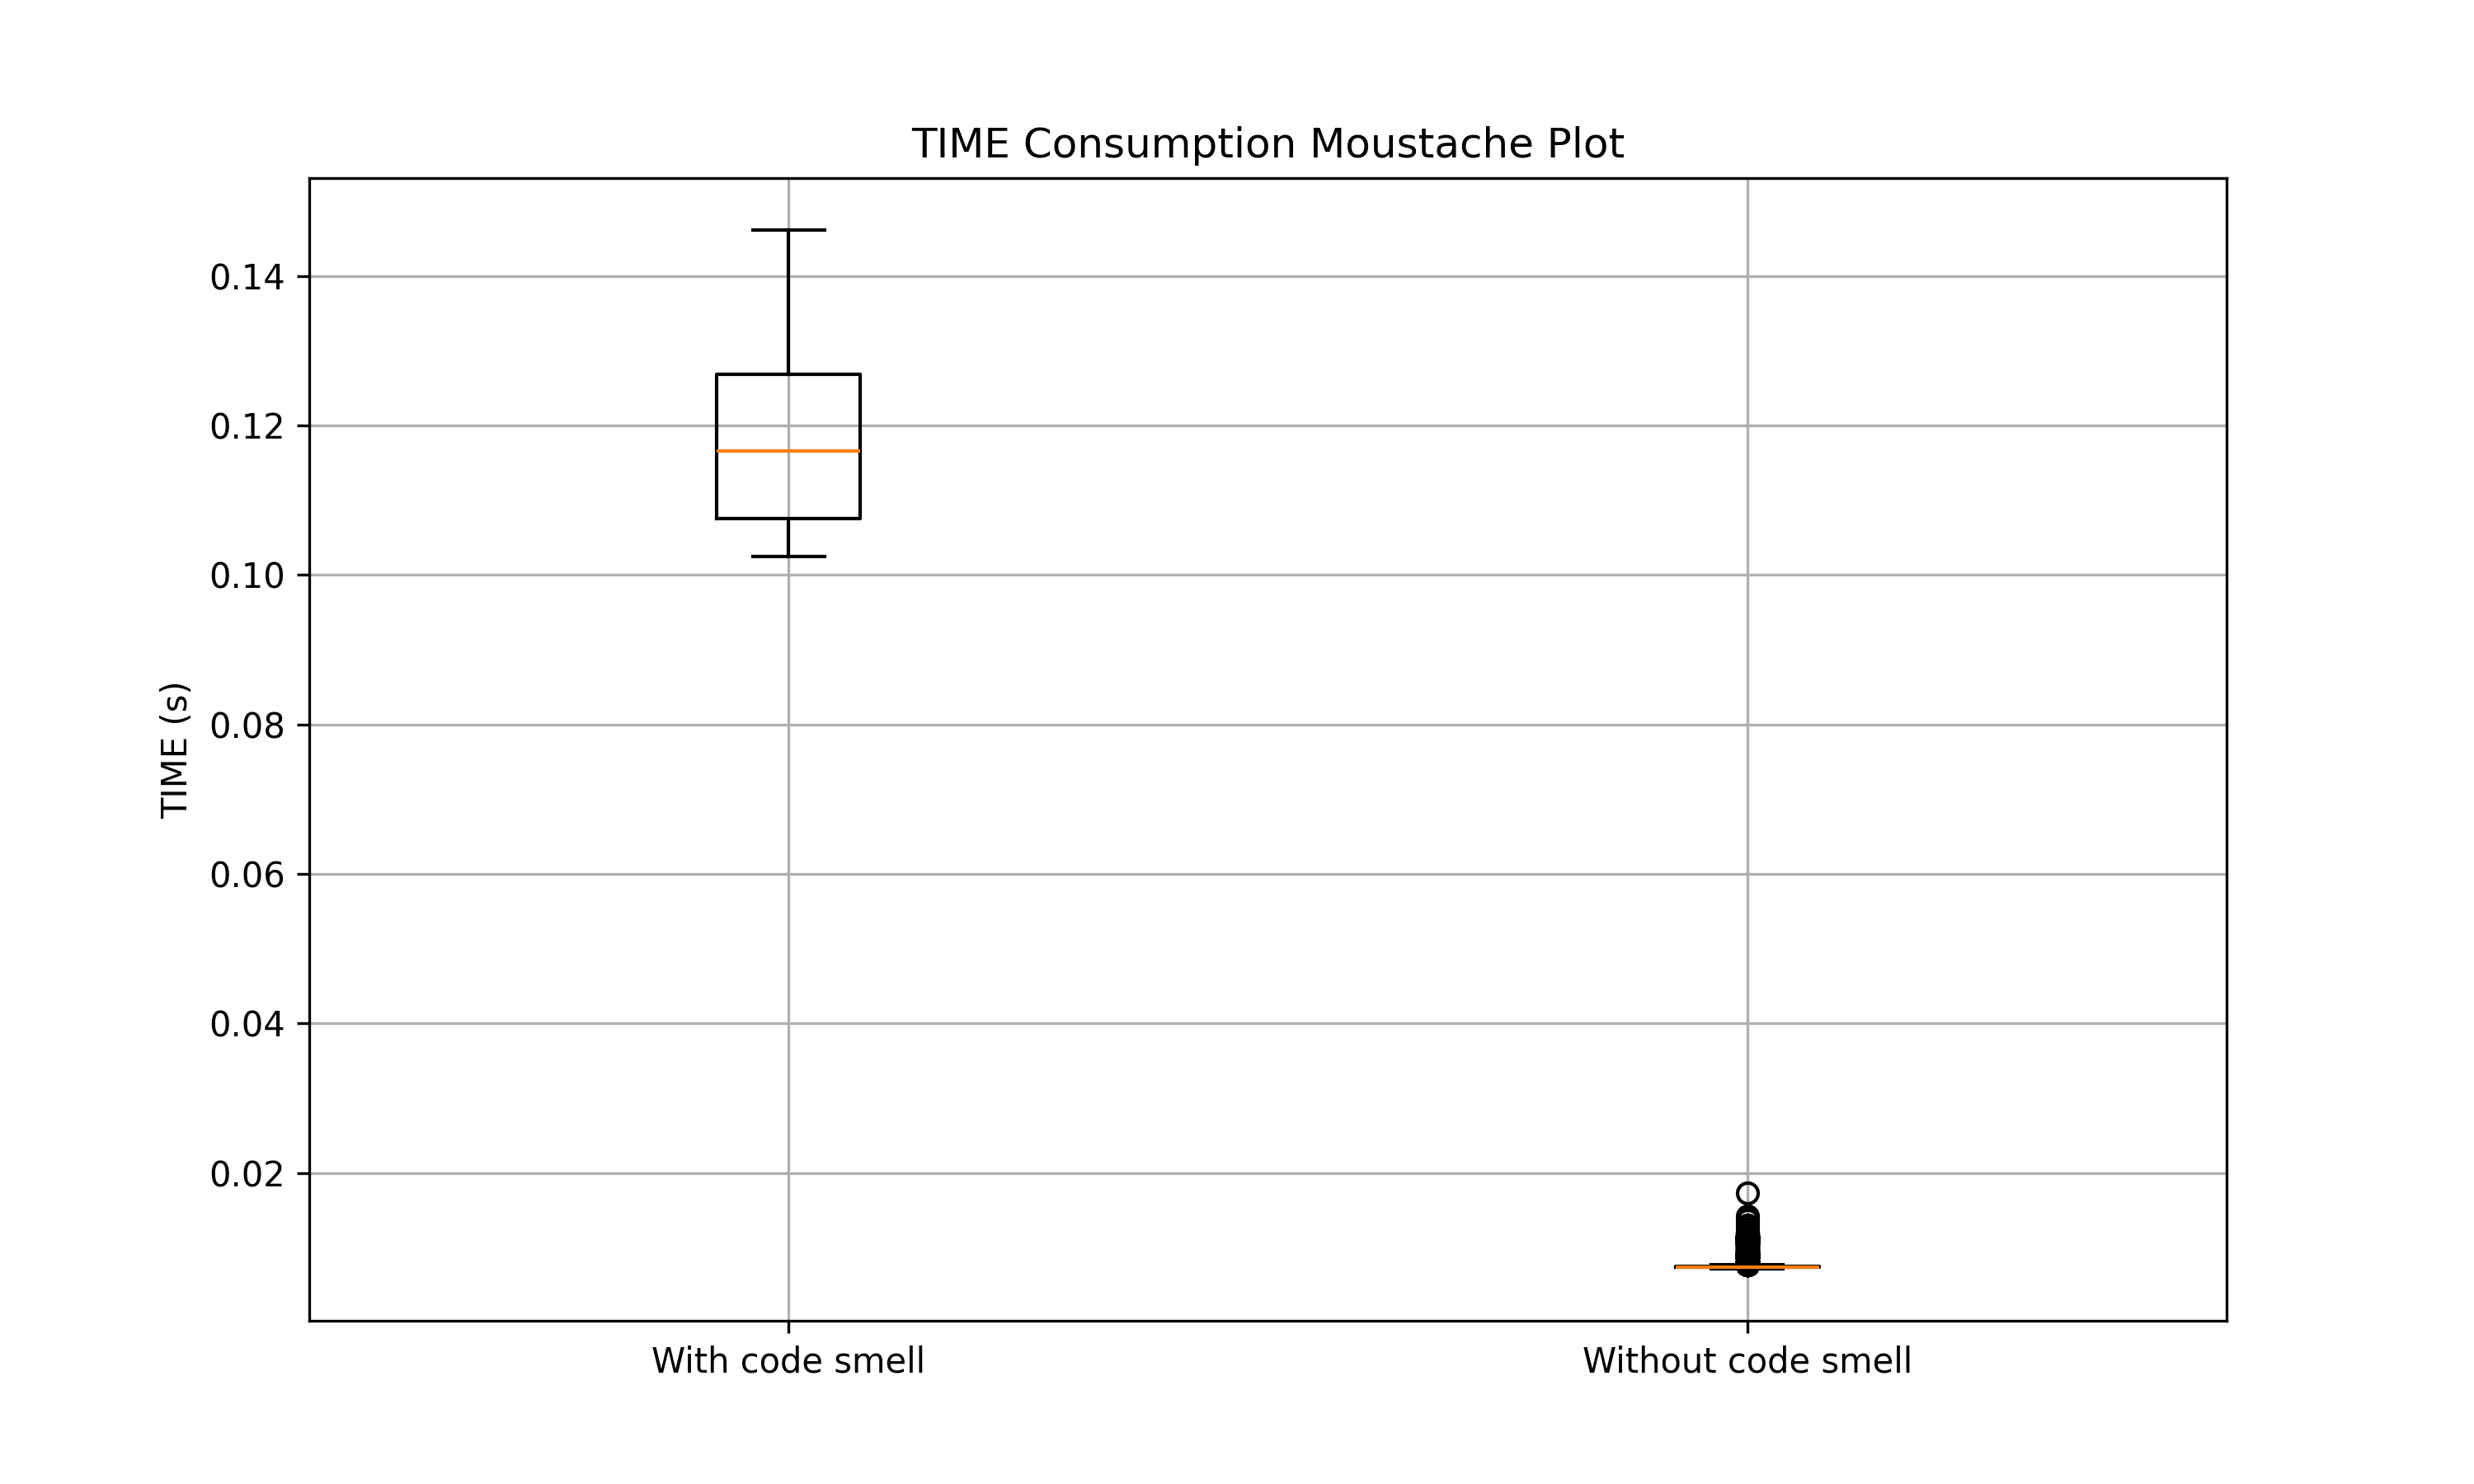 TIME Consumption Moustache Plot
TIME (s)
0.14
0.12
0.10
0.08
0.06
0.04
0.02
With code smell
Without code smell